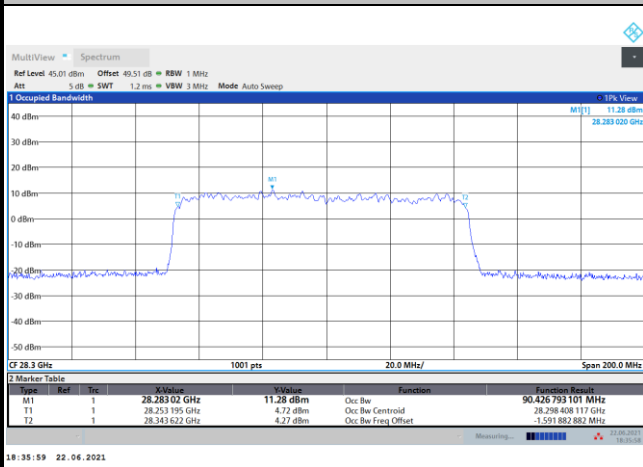 MultiView Spectrum
Ref Level 45.01 dBm Offset 49.51 dB RBW 1 MHz
Att 5 dB SWT 1.2 ms VBW 3 MHz Mode Auto Sweep
1 Occupied Bandwidth 1Pk View
M1[1] 11.28 dBm
28.283 020 GHz
40 dBm
30 dBm
20 dBm
M1
10 dBm
T1
T2
0 dBm
-10 dBm
-20 dBm
-30 dBm
-40 dBm
-50 dBm
CF 28.3 GHz 1001 pts 20.0 MHz/ Span 200.0 MHz
2 Marker Table
Type Ref Trc X-Value Y-Value Function Function Result
M1 1 28.283 02 GHz 11.28 dBm Occ Bw 90.426 793 101 MHz
T1 1 28.253 195 GHz 4.72 dBm Occ Bw Centroid 28.298 408 117 GHz
T2 1 28.343 622 GHz 4.27 dBm Occ Bw Freq Offset -1.591 882 882 MHz
Measuring... 22.06.2021
18:35:58
18:35:59 22.06.2021